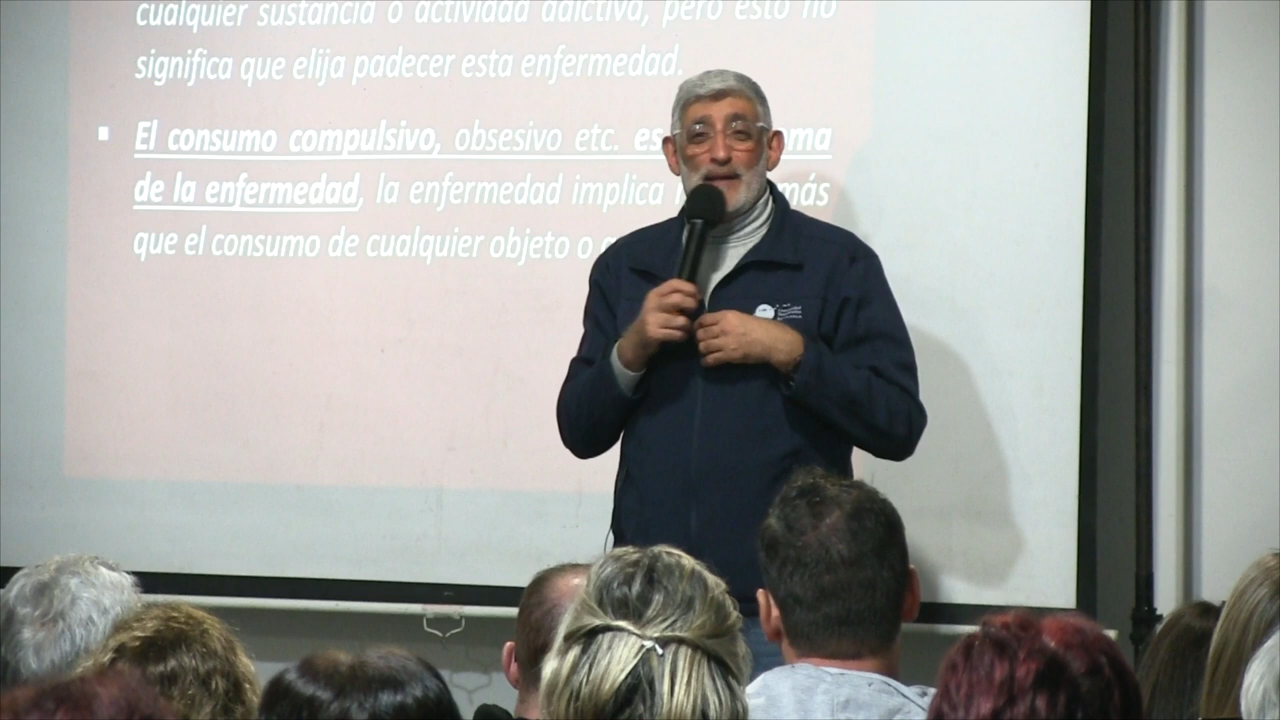 cualquier sustancia o actividad adictiva, pero esto no
significa que elija padecer esta enfermedad.
▪ El consumo compulsivo, obsesivo etc. es oma
de la enfermedad, la enfermedad implica más
que el consumo de cualquier objeto o